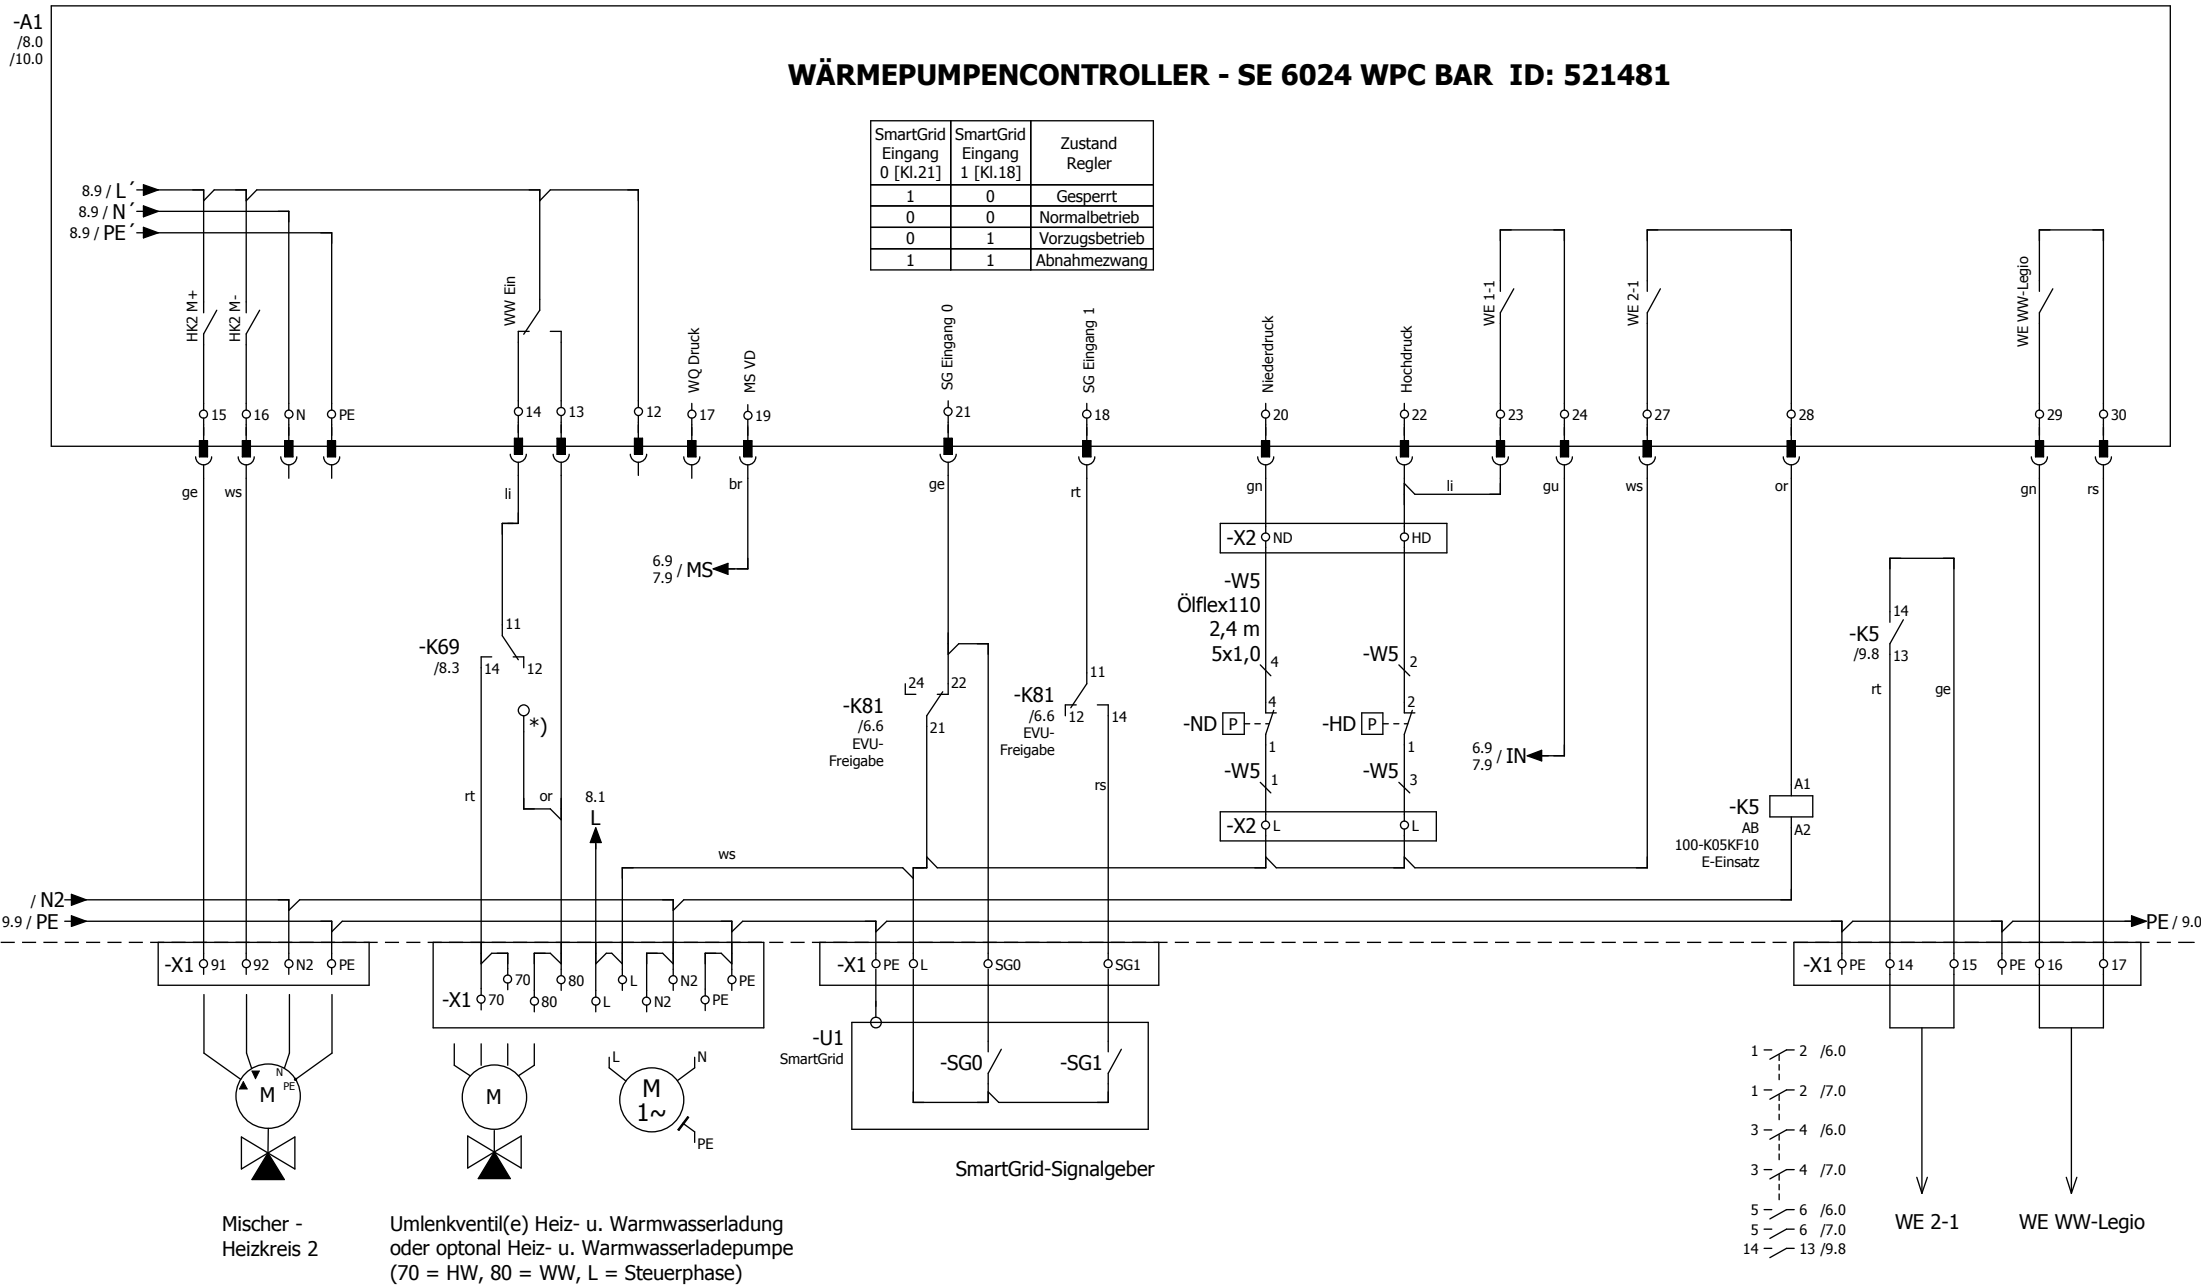 -A1
/8.0
/10.0
WÄRMEPUMPENCONTROLLER - SE 6024 WPC BAR ID: 521481
SmartGrid Eingang 0 [Kl.21]
SmartGrid Eingang 1 [Kl.18]
Zustand Regler
1 0 Gesperrt
0 0 Normalbetrieb
0 1 Vorzugsbetrieb
1 1 Abnahmezwang
8.9 / L´
8.9 / N´
8.9 / PE´
HK2 M+
HK2 M-
WW Ein
WQ Druck
MS VD
SG Eingang 0
SG Eingang 1
Niederdruck
Hochdruck
WE 1-1
WE 2-1
WE WW-Legio
15 16 N PE 14 13 12 17 19 21 18 20 22 23 24 27 28 29 30
ge ws li br ge rt gn li gu ws or gn rs
6.9
7.9 / MS
-X2 ND HD
-W5
Ölflex110
2,4 m
5x1,0
4
-W5 2
-K69
/8.3
11
14 12
*)
-K81
/6.6
EVU-
Freigabe
24 22
21
-K81
/6.6
EVU-
Freigabe
11
12 14
-ND P 4
1
-HD P 2
1
-W5 1
-W5 3
6.9
7.9 / IN
-K5
/9.8
14
13
rt ge
rt or
8.1
L
rs
-X2 L L
-K5
AB
100-K05KF10
E-Einsatz
A1
A2
ws
/ N2
9.9 / PE
PE / 9.0
-X1 91 92 N2 PE
-X1 70 70 80 80 L L N2 N2 PE PE
-X1 PE L SG0 SG1
-X1 PE 14 15 PE 16 17
M
N
PE
M
L
N
M
1~
PE
-U1
SmartGrid
-SG0
-SG1
SmartGrid-Signalgeber
1 2 /6.0
1 2 /7.0
3 4 /6.0
3 4 /7.0
5 6 /6.0
5 6 /7.0
14 13 /9.8
WE 2-1
WE WW-Legio
Mischer -
Heizkreis 2
Umlenkventil(e) Heiz- u. Warmwasserladung
oder optonal Heiz- u. Warmwasserladepumpe
(70 = HW, 80 = WW, L = Steuerphase)